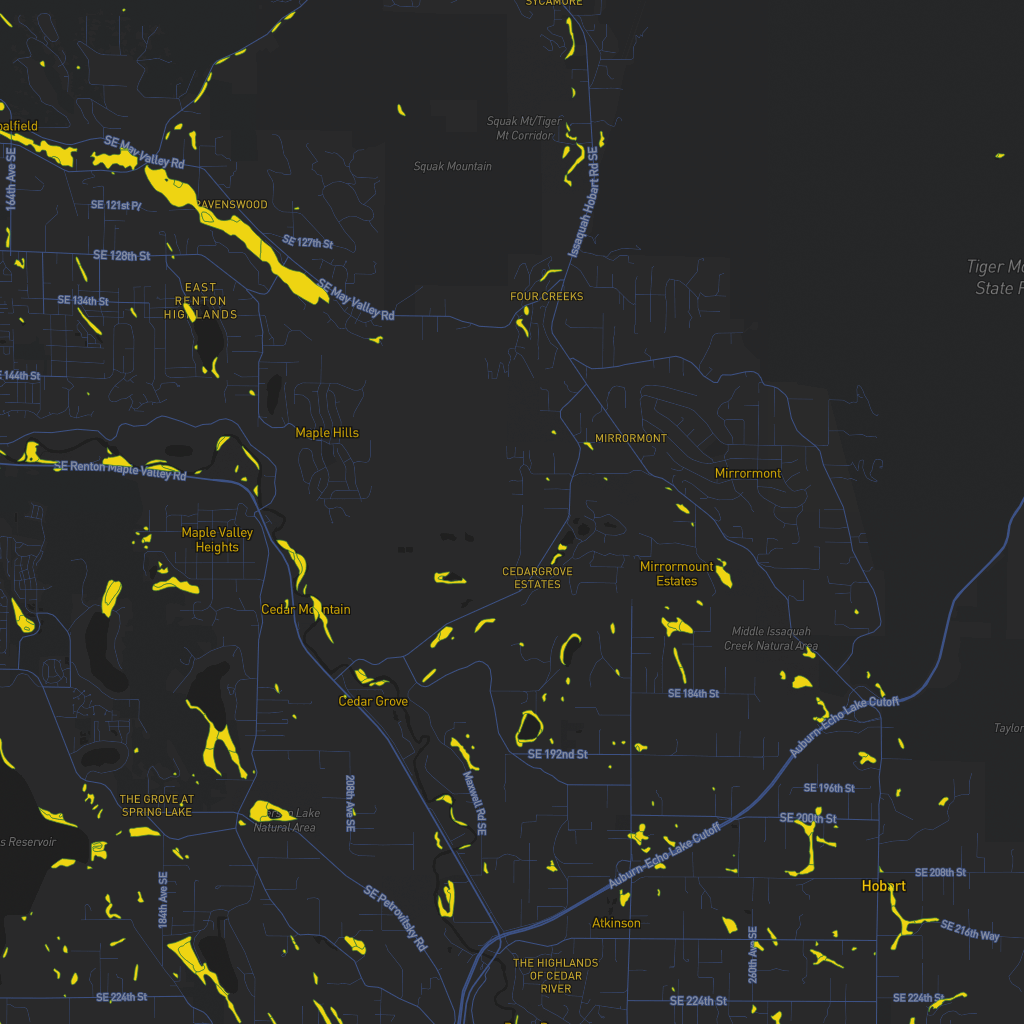 SYCAMORE
Squak Mt/Tiger
Mt Corridor
SE May Valley Rd
164th Ave SE
Squak Mountain
SE 121st Pl
SE 127th St
SE 128th St
Issaquah Hobart Rd SE
Tiger
EAST
RENTON
HIGHLANDS
SE 134th St
SE May Valley Rd
FOUR CREEKS
144th St
Maple Hills
MIRRORMONT
SE Renton Maple Valley Rd
Mirrormont
Maple Valley
Heights
CEDARGROVE
ESTATES
Mirrormount
Estates
Cedar Mountain
Middle Issaquah
Creek Natural Area
SE 184th St
Cedar Grove
Auburn-Echo Lake Cutoff
SE 192nd St
THE GROVE AT
SPRING LAKE
208th Ave SE
Maxwell Rd SE
SE 196th St
Lake
Natural Area
SE 200th St
Reservoir
Auburn-Echo Lake Cutoff
184th Ave SE
SE 208th St
Hobart
SE Petrovitsky Rd
Atkinson
SE 216th Way
260th Ave SE
THE HIGHLANDS
OF CEDAR
RIVER
SE 224th St
SE 224th St
SE 224th St